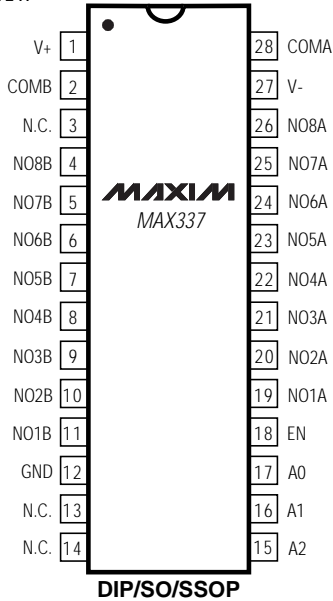 V+ 1 28 COMA
COMB 2 27 V-
N.C. 3 26 NO8A
NO8B 4 25 NO7A
NO7B 5 MAXIM 24 NO6A
NO6B 6 MAX337 23 NO5A
NO5B 7 22 NO4A
NO4B 8 21 NO3A
NO3B 9 20 NO2A
NO2B 10 19 NO1A
NO1B 11 18 EN
GND 12 17 A0
N.C. 13 16 A1
N.C. 14 15 A2
DIP/SO/SSOP